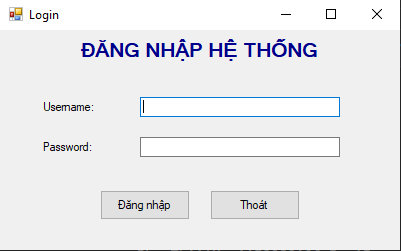 Login
ĐĂNG NHẬP HỆ THỐNG
Username:
Password:
Đăng nhập Thoát